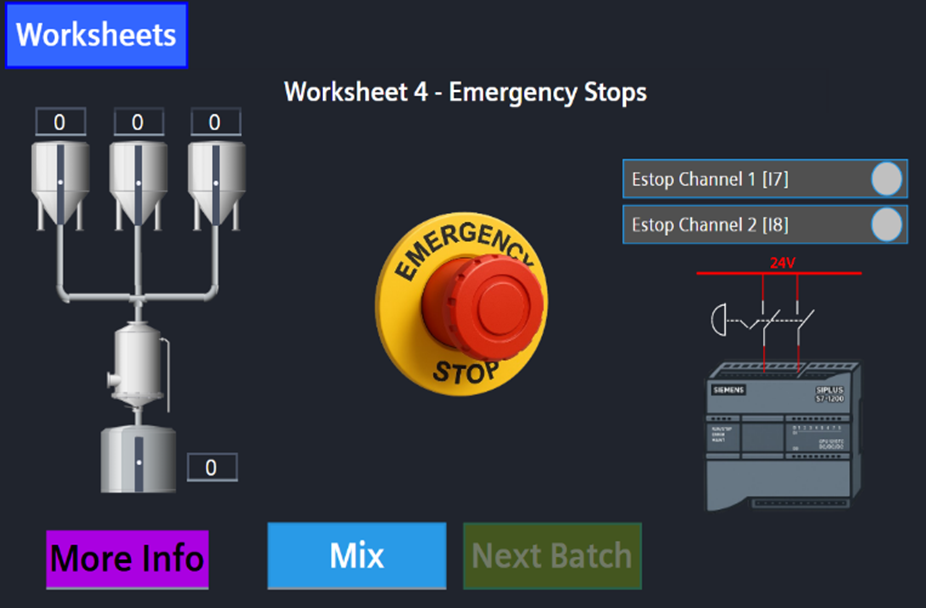 Worksheets
Worksheet 4 - Emergency Stops
0
0
0
Estop Channel 1 [I7]
Estop Channel 2 [I8]
24V
EMERGENCY
STOP
SIEMENS
SIPLUS
S7-1200
0
More Info
Mix
Next Batch